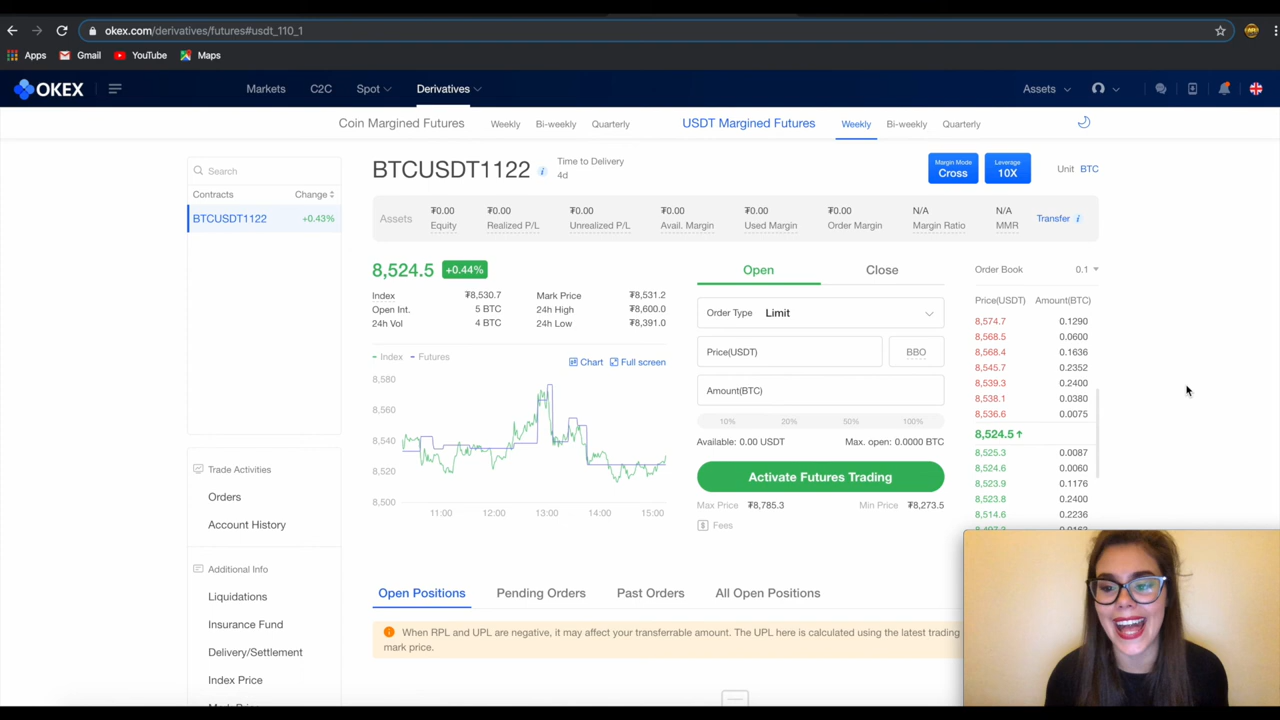 okex.com/derivatives/futures#usdt_110_1
Apps Gmail YouTube Maps
OKEX Markets C2C Spot Derivatives Assets
Coin Margined Futures Weekly Bi-weekly Quarterly USDT Margined Futures Weekly Bi-weekly Quarterly
Search
Contracts Change
BTCUSDT1122 +0.43%
Trade Activities
Orders
Account History
Additional Info
Liquidations
Insurance Fund
Delivery/Settlement
Index Price
BTCUSDT1122 i
Time to Delivery
4d
Margin Mode
Cross
Leverage
10X
Unit BTC
Assets
₮0.00 ₮0.00 ₮0.00 ₮0.00 ₮0.00 ₮0.00 N/A N/A
Equity Realized P/L Unrealized P/L Avail. Margin Used Margin Order Margin Margin Ratio MMR
Transfer i
8,524.5 +0.44%
Index ₮8,530.7 Mark Price ₮8,531.2
Open Int. 5 BTC 24h High ₮8,600.0
24h Vol 4 BTC 24h Low ₮8,391.0
Index Futures Chart Full screen
8,580
8,560
8,540
8,520
8,500
11:00 12:00 13:00 14:00 15:00
Open Close
Order Type Limit
Price(USDT) BBO
Amount(BTC)
10% 20% 50% 100%
Available: 0.00 USDT Max. open: 0.0000 BTC
Activate Futures Trading
Max Price ₮8,785.3 Min Price ₮8,273.5
$ Fees
Order Book 0.1
Price(USDT) Amount(BTC)
8,574.7 0.1290
8,568.5 0.0600
8,568.4 0.1636
8,545.7 0.2352
8,539.3 0.2400
8,538.1 0.0380
8,536.6 0.0075
8,524.5
8,525.3 0.0087
8,524.6 0.0060
8,523.9 0.1176
8,523.8 0.2400
8,514.6 0.2236
Open Positions Pending Orders Past Orders All Open Positions
When RPL and UPL are negative, it may affect your transferrable amount. The UPL here is calculated using the latest trading
mark price.